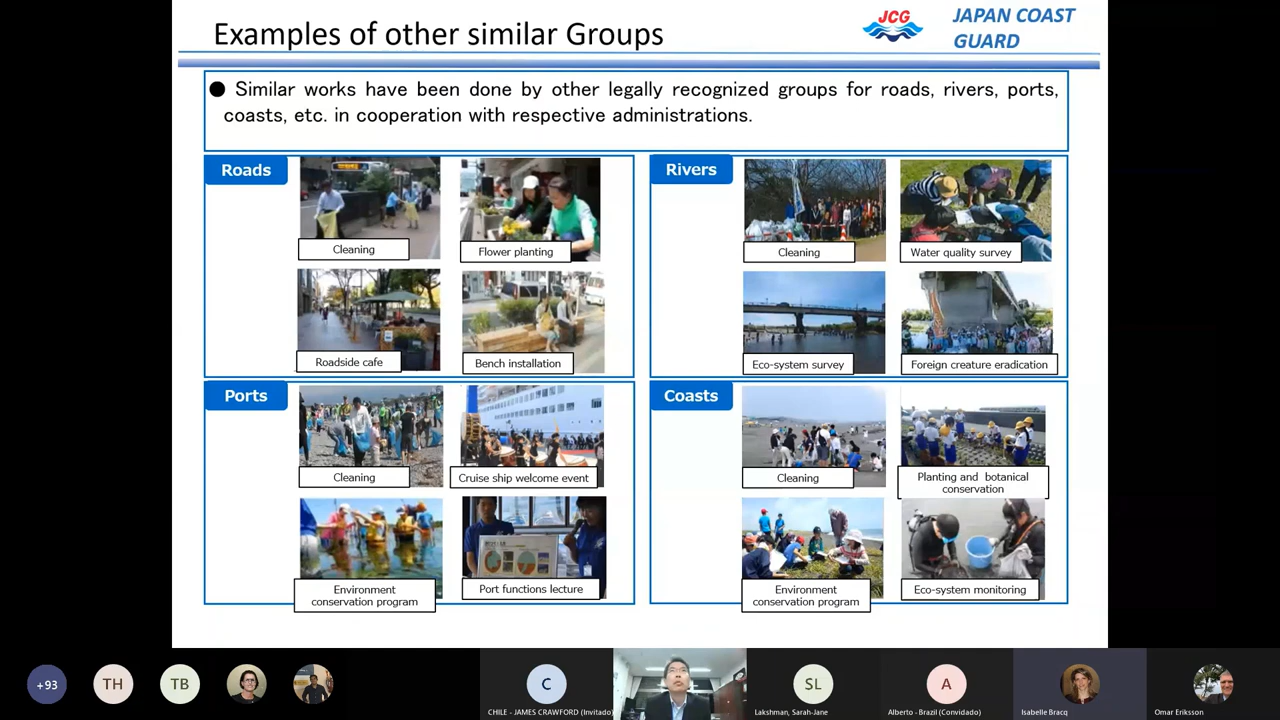 Examples of other similar Groups
JCG
JAPAN COAST
GUARD
● Similar works have been done by other legally recognized groups for roads, rivers, ports,
coasts, etc. in cooperation with respective administrations.
Roads
Cleaning
Flower planting
Roadside cafe
Bench installation
Rivers
Cleaning
Water quality survey
Eco-system survey
Foreign creature eradication
Ports
Cleaning
Cruise ship welcome event
Environment
conservation program
Port functions lecture
Coasts
Cleaning
Planting and botanical
conservation
Environment
conservation program
Eco-system monitoring
+93
TH
TB
C
CHILE - JAMES CRAWFORD (Invitado)
SL
Lakshman, Sarah-Jane
A
Alberto - Brazil (Convidado)
Isabelle Bracq
Omar Eriksson